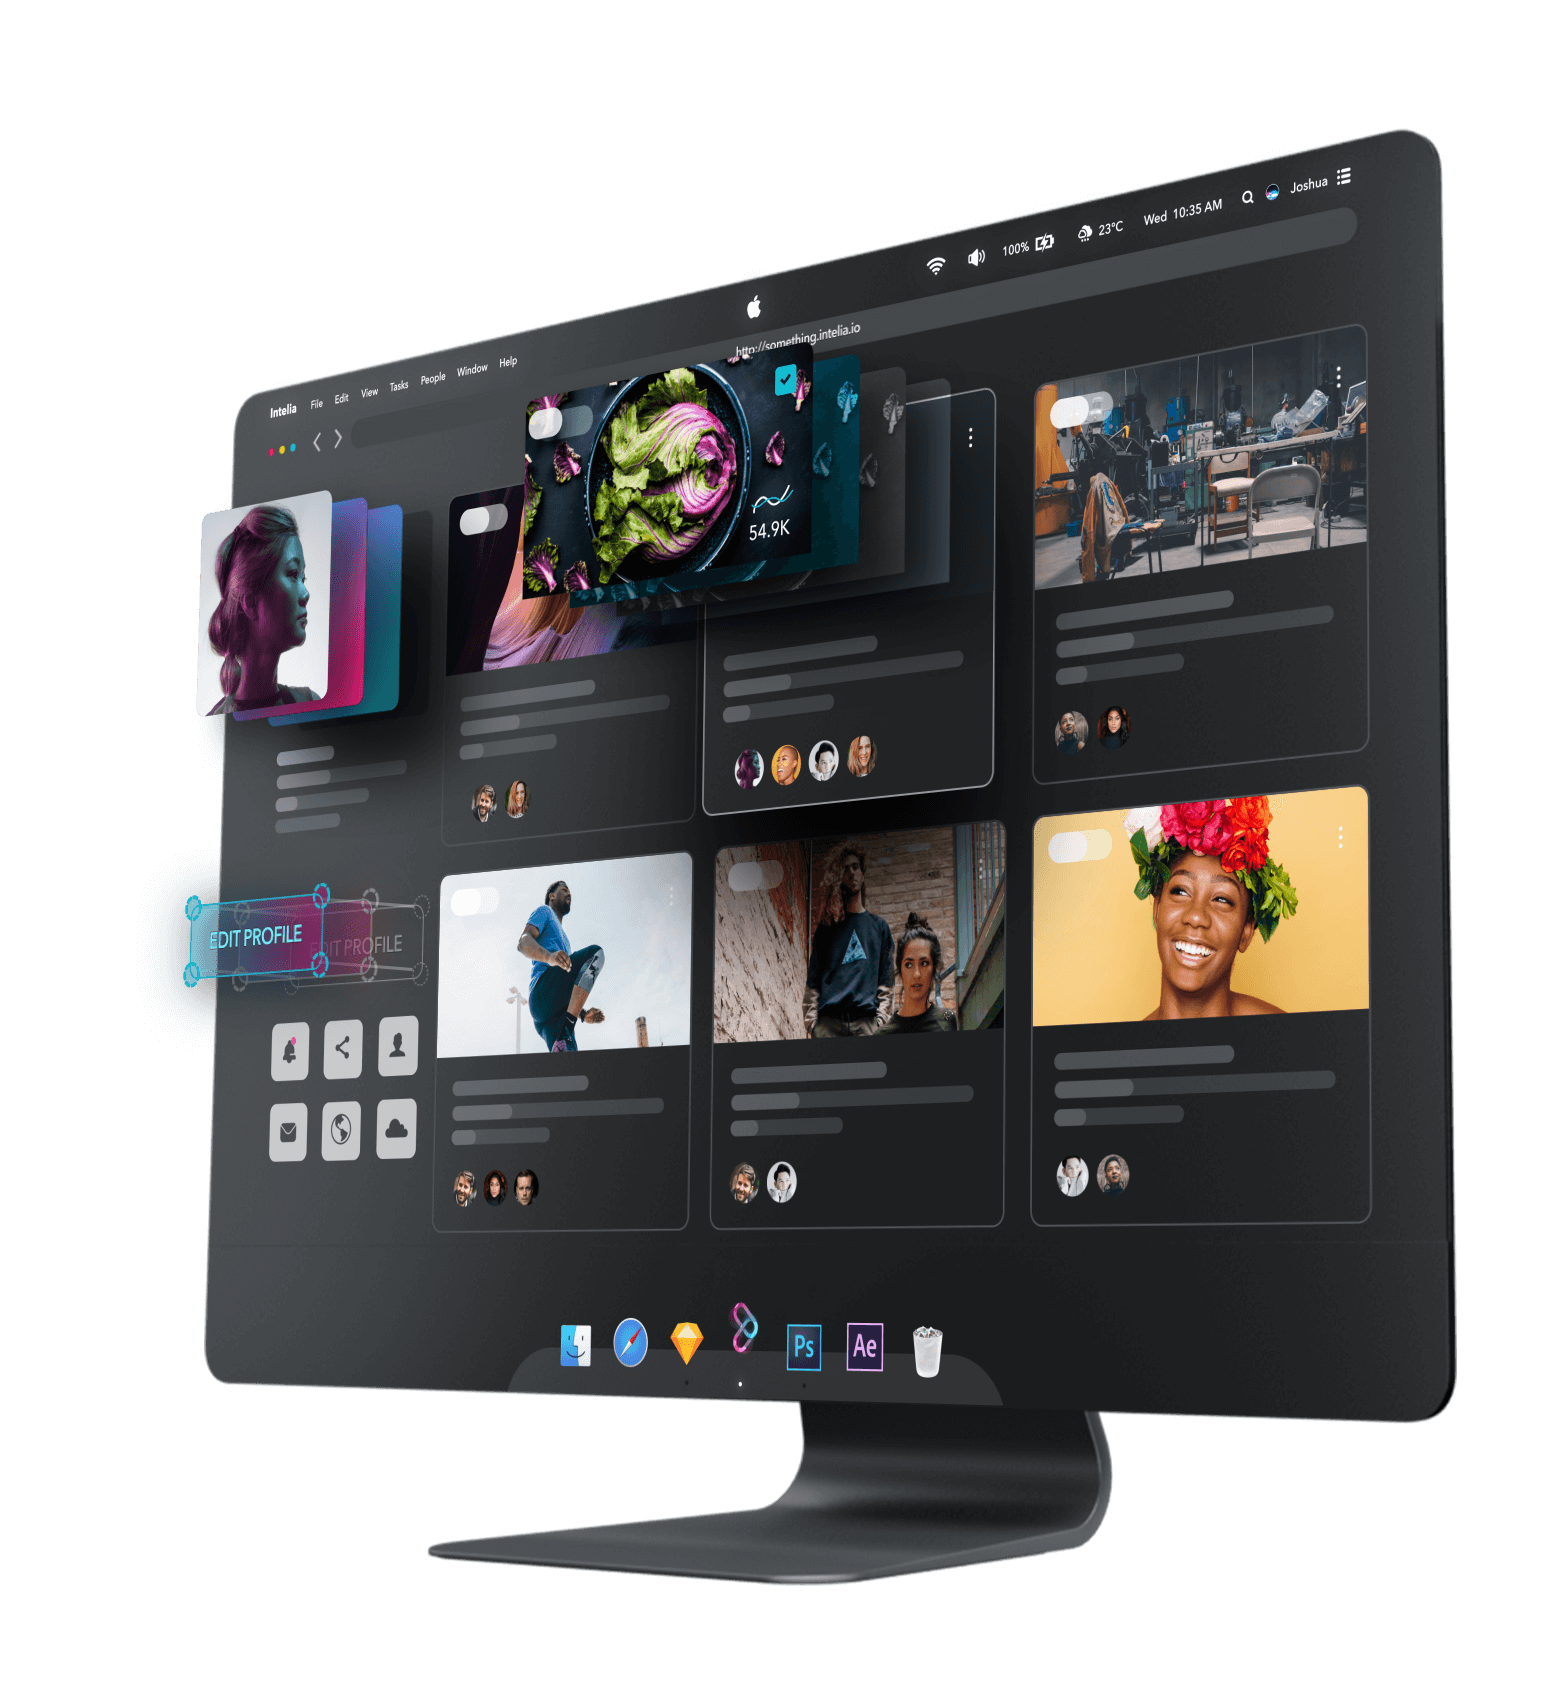 Intelia File Edit View Tasks People Window Help
100% 23°C Wed 10:35 AM Joshua
http://something.intelia.io
54.9K
EDIT PROFILE
EDIT PROFILE
Ps
Ae